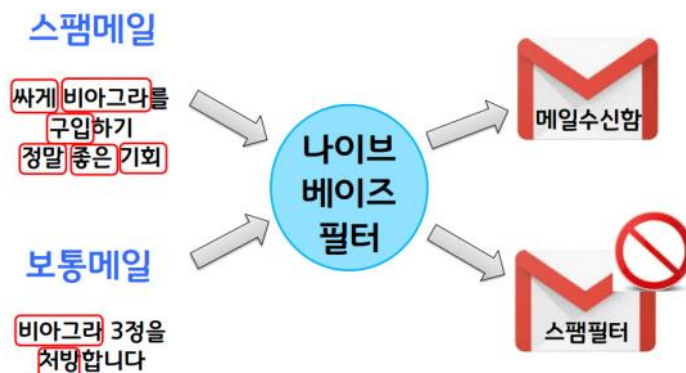 스팸메일
싸게 비아그라를
구입하기
정말 좋은 기회
보통메일
비아그라 3정을
처방합니다
나이브
베이즈
필터
메일수신함
스팸필터